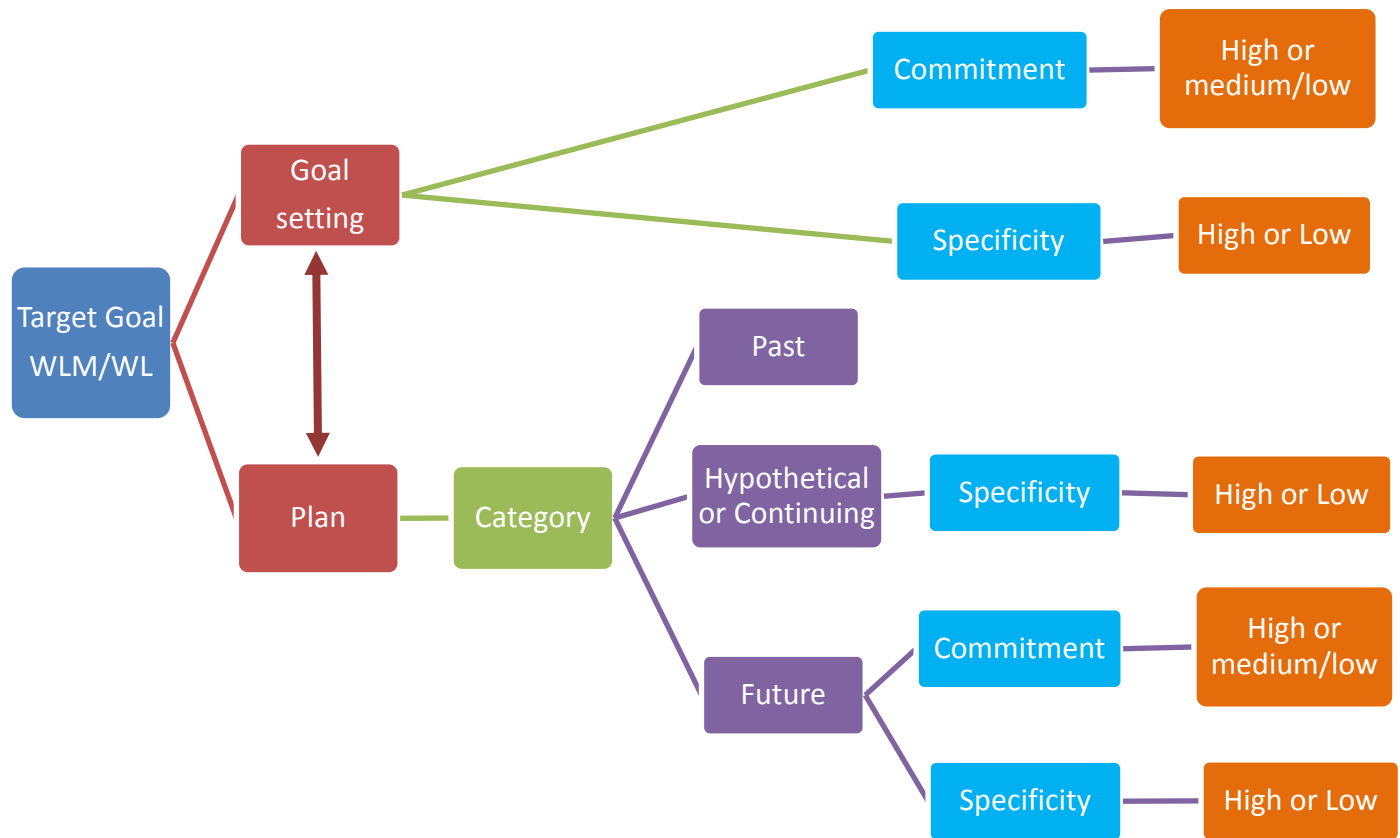 Commitment
High or
medium/low
Goal
setting
Specificity
High or Low
Target Goal
WLM/WL
Past
Plan
Category
Hypothetical
or Continuing
Specificity
High or Low
Future
Commitment
High or
medium/low
Specificity
High or Low